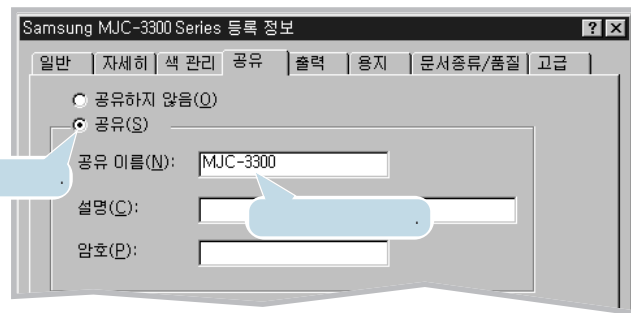 Samsung MJC-3300 Series 등록 정보
일반 자세히 색 관리 공유 출력 용지 문서종류/품질 고급
공유하지 않음(O)
공유(S)
공유 이름(N): MJC-3300
.
설명(C):
.
암호(P):